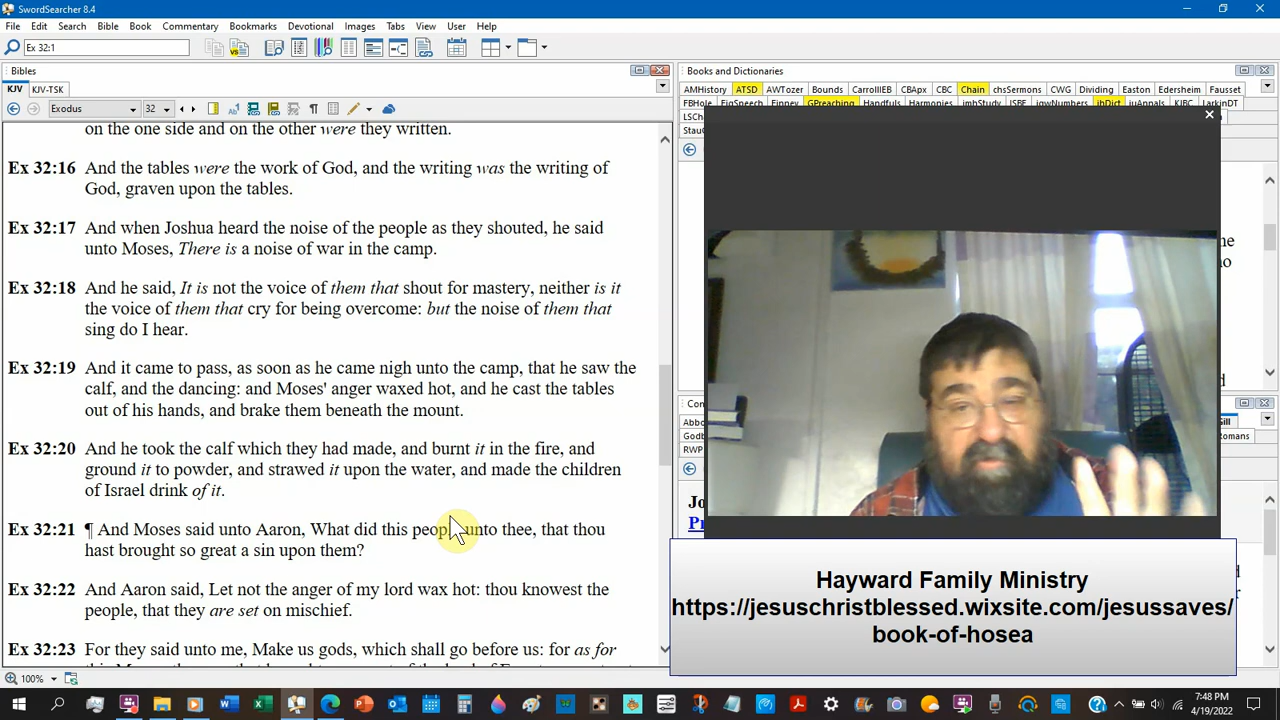 SwordSearcher 8.4
File Edit Search Bible Book Commentary Bookmarks Devotional Images Tabs View User Help
Ex 32:1
Bibles
KJV KJV-TSK
Exodus 32
on the one side and on the other were they written.
Ex 32:16 And the tables were the work of God, and the writing was the writing of
God, graven upon the tables.
Ex 32:17 And when Joshua heard the noise of the people as they shouted, he said
unto Moses, There is a noise of war in the camp.
Ex 32:18 And he said, It is not the voice of them that shout for mastery, neither is it
the voice of them that cry for being overcome: but the noise of them that
sing do I hear.
Ex 32:19 And it came to pass, as soon as he came nigh unto the camp, that he saw the
calf, and the dancing: and Moses' anger waxed hot, and he cast the tables
out of his hands, and brake them beneath the mount.
Ex 32:20 And he took the calf which they had made, and burnt it in the fire, and
ground it to powder, and strawed it upon the water, and made the children
of Israel drink of it.
Ex 32:21 ¶ And Moses said unto Aaron, What did this people unto thee, that thou
hast brought so great a sin upon them?
Ex 32:22 And Aaron said, Let not the anger of my lord wax hot: thou knowest the
people, that they are set on mischief.
Ex 32:23 For they said unto me, Make us gods, which shall go before us: for as for
100%
Books and Dictionaries
AMHistory ATSD AWTozer Bounds CarrollIEB CBApx CBC Chain chsSermons CWG Dividing Easton Edersheim Fausset
FBHole FigSpeech Finney GPreaching Handfuls Harmonies imhStudy ISBE jgwNumbers jhDict juAnnals KJBC LarkinDT
Hayward Family Ministry
https://jesuschristblessed.wixsite.com/jesussaves/
book-of-hosea
7:48 PM
4/19/2022